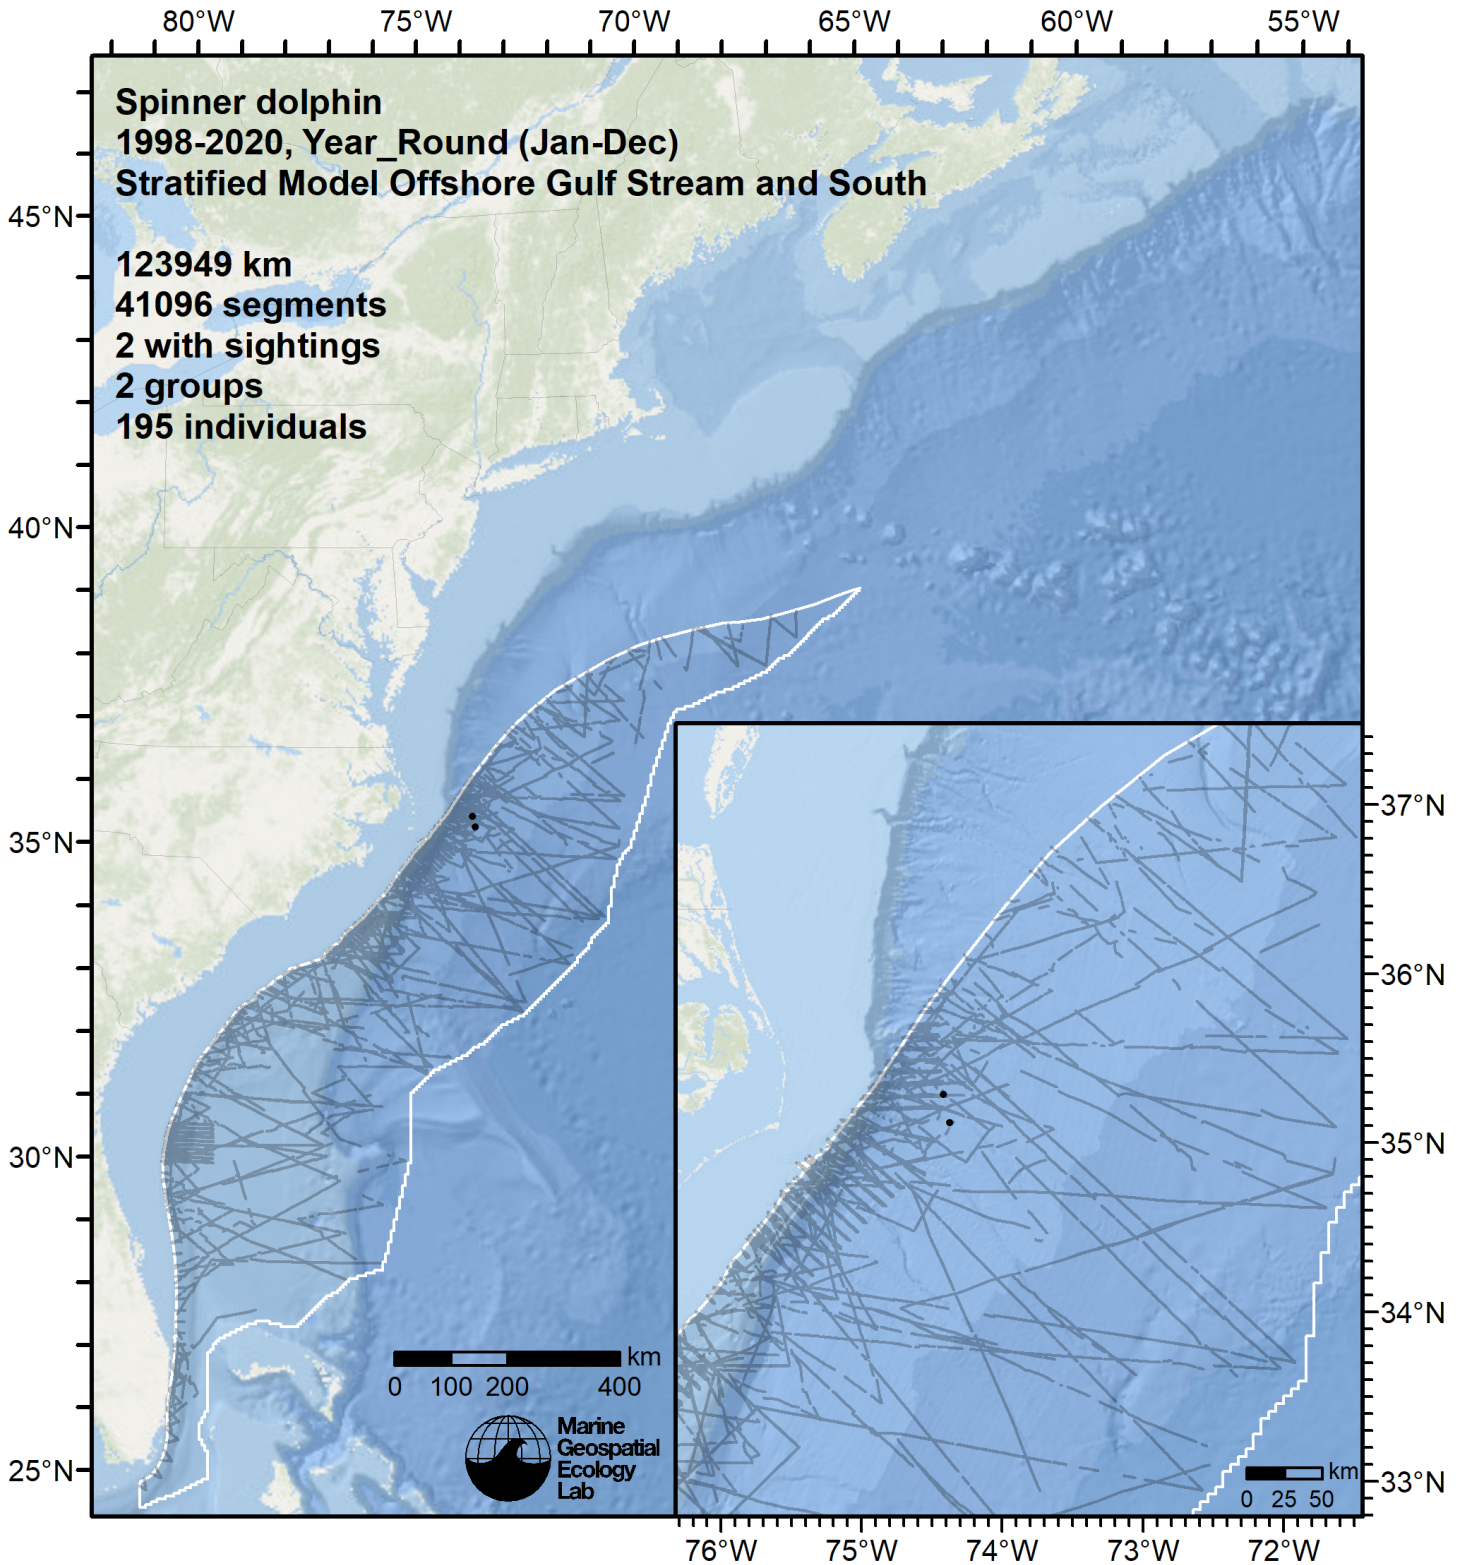 80°W 75°W 70°W 65°W 60°W 55°W
Spinner dolphin
1998-2020, Year_Round (Jan-Dec)
Stratified Model Offshore Gulf Stream and South
45°N
123949 km
41096 segments
2 with sightings
2 groups
195 individuals
40°N
35°N
30°N
25°N
37°N
36°N
35°N
34°N
33°N
km
0 100 200 400
Marine
Geospatial
Ecology
Lab
km
0 25 50
76°W 75°W 74°W 73°W 72°W